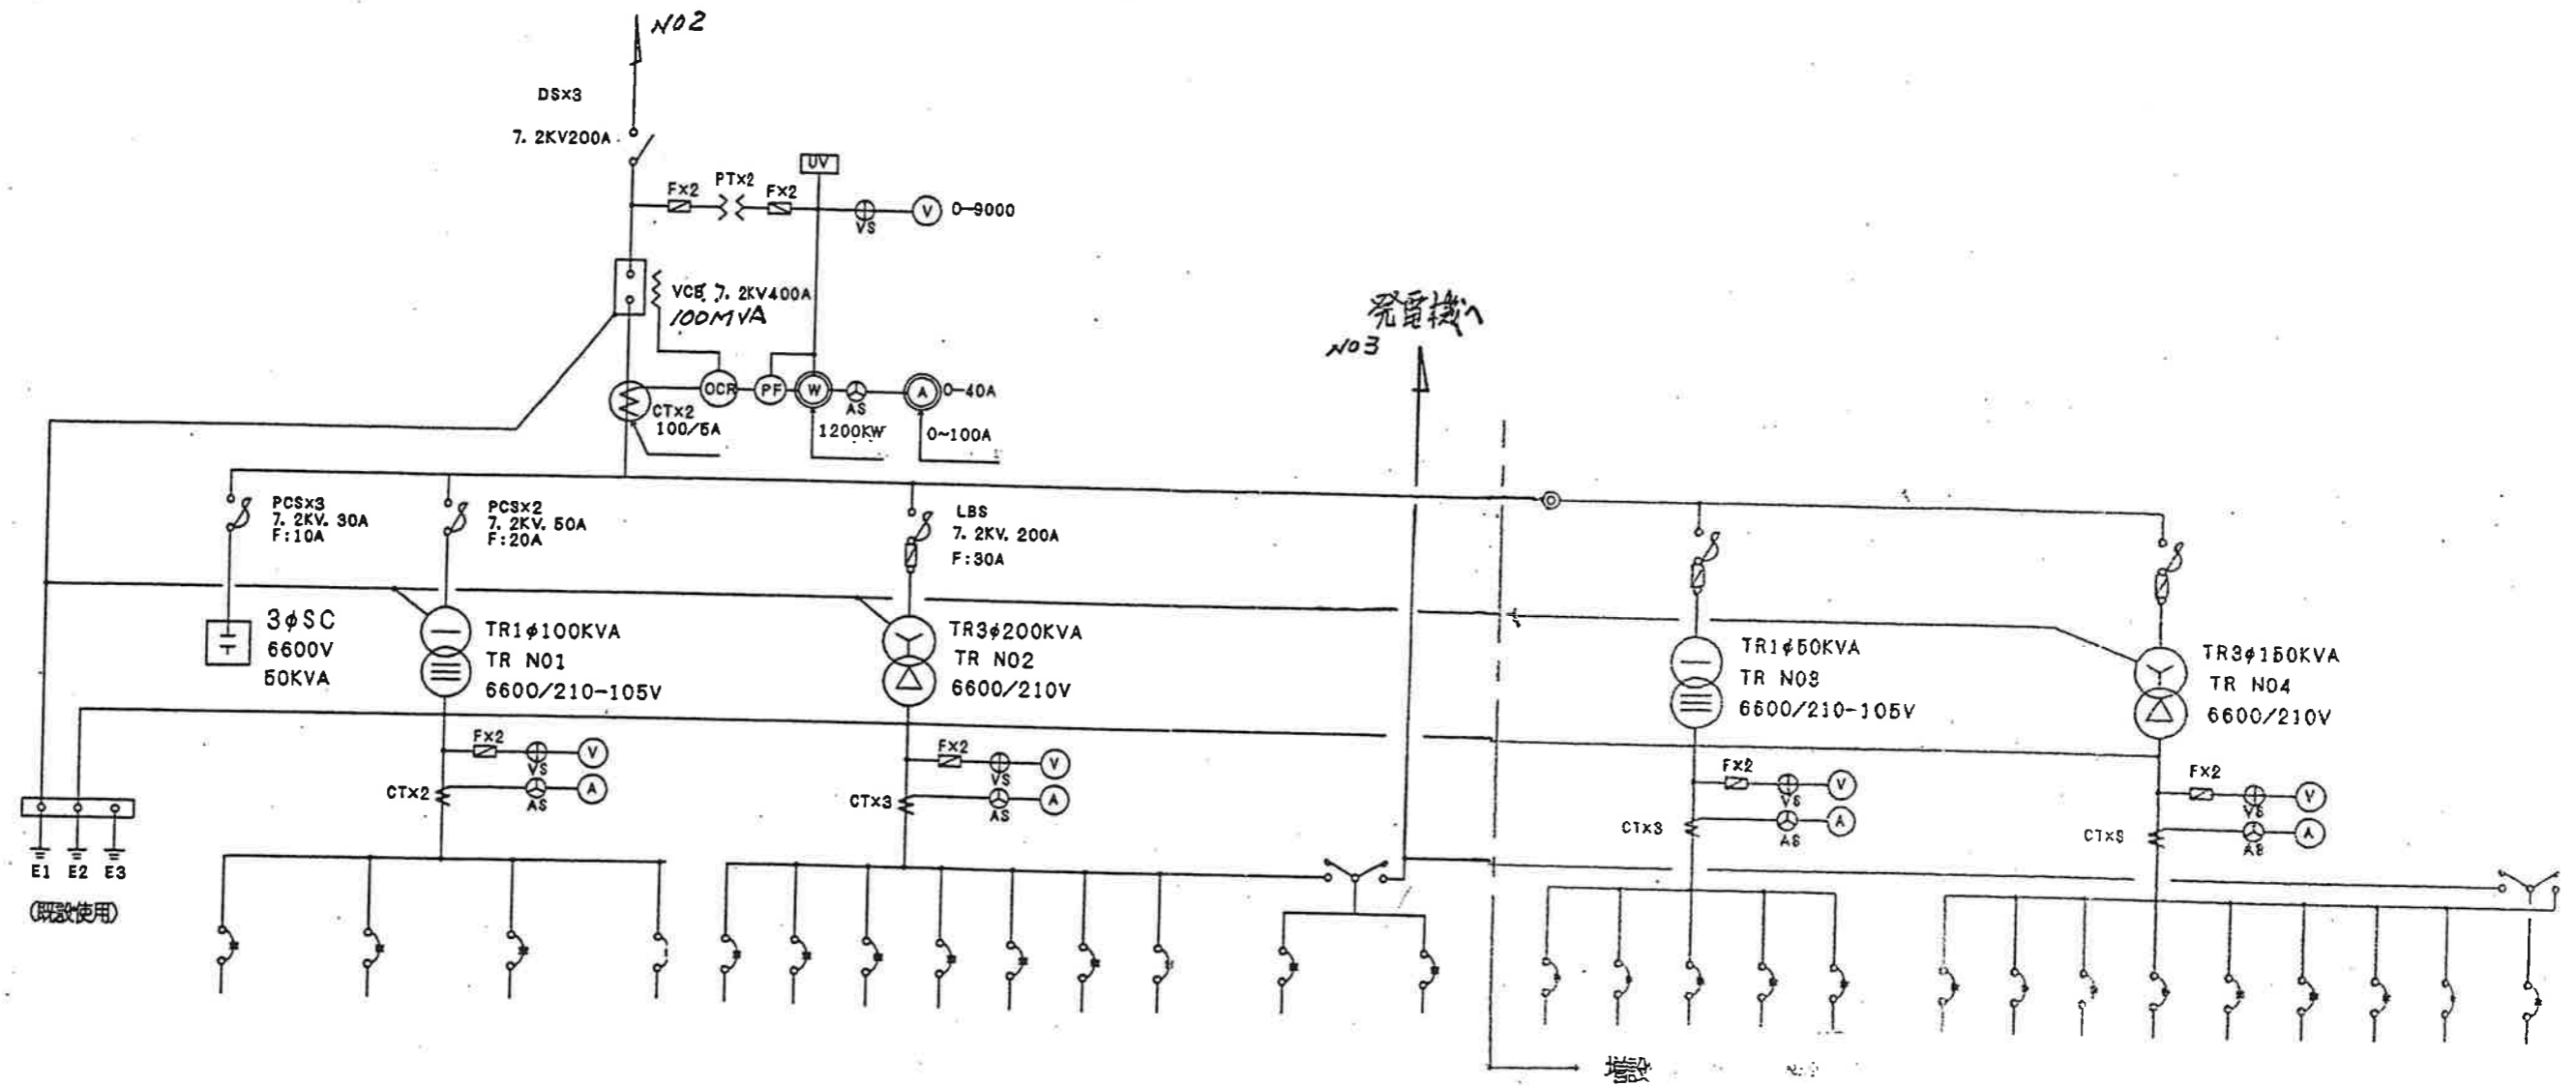 NO2
DS×3
7.2KV200A
UV
F×2
PT×2
F×2
VS
V
0-9000
VCB 7.2KV400A
100MVA
発電機へ
NO3
OCR
PF
W
AS
A
0-40A
CT×2
100/5A
1200KW
0~100A
PCS×3
7.2KV.30A
F:10A
PCS×2
7.2KV.50A
F:20A
LBS
7.2KV.200A
F:30A
3φSC
6600V
50KVA
TR1φ100KVA
TR NO1
6600/210-105V
TR3φ200KVA
TR NO2
6600/210V
TR1φ50KVA
TR NO3
6600/210-105V
TR3φ150KVA
TR NO4
6600/210V
F×2
VS
V
CT×2
AS
A
F×2
VS
V
CT×3
AS
A
F×2
VS
V
CT×3
AS
A
F×2
VS
V
CT×3
AS
A
E1 E2 E3
(既設使用)
増設